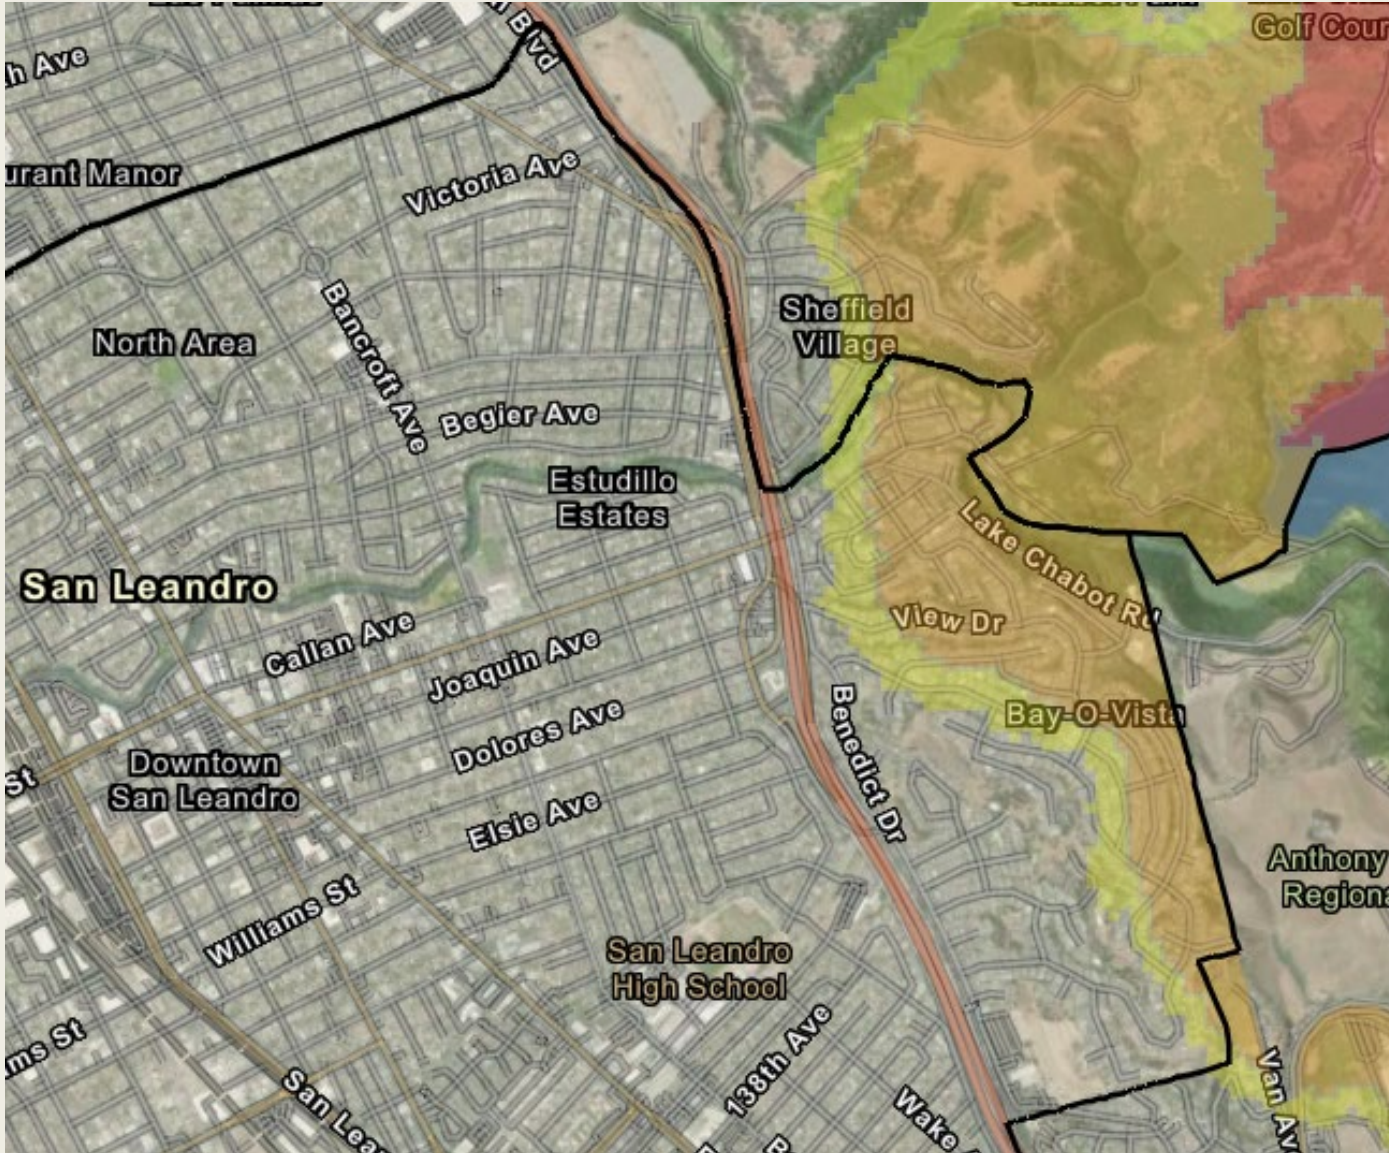 Golf Cour
n Blvd
h Ave
urant Manor
Victoria Ave
Bancroft Ave
North Area
Sheffield
Village
Begier Ave
Estudillo
Estates
Lake Chabot Rd
San Leandro
Callan Ave
View Dr
Joaquin Ave
Bay-O-Vista
Benedict Dr
Dolores Ave
Downtown
San Leandro
St
Elsie Ave
Anthony
Regiona
Williams St
San Leandro
High School
138th Ave
ms St
San Lea
Wake
Van Av